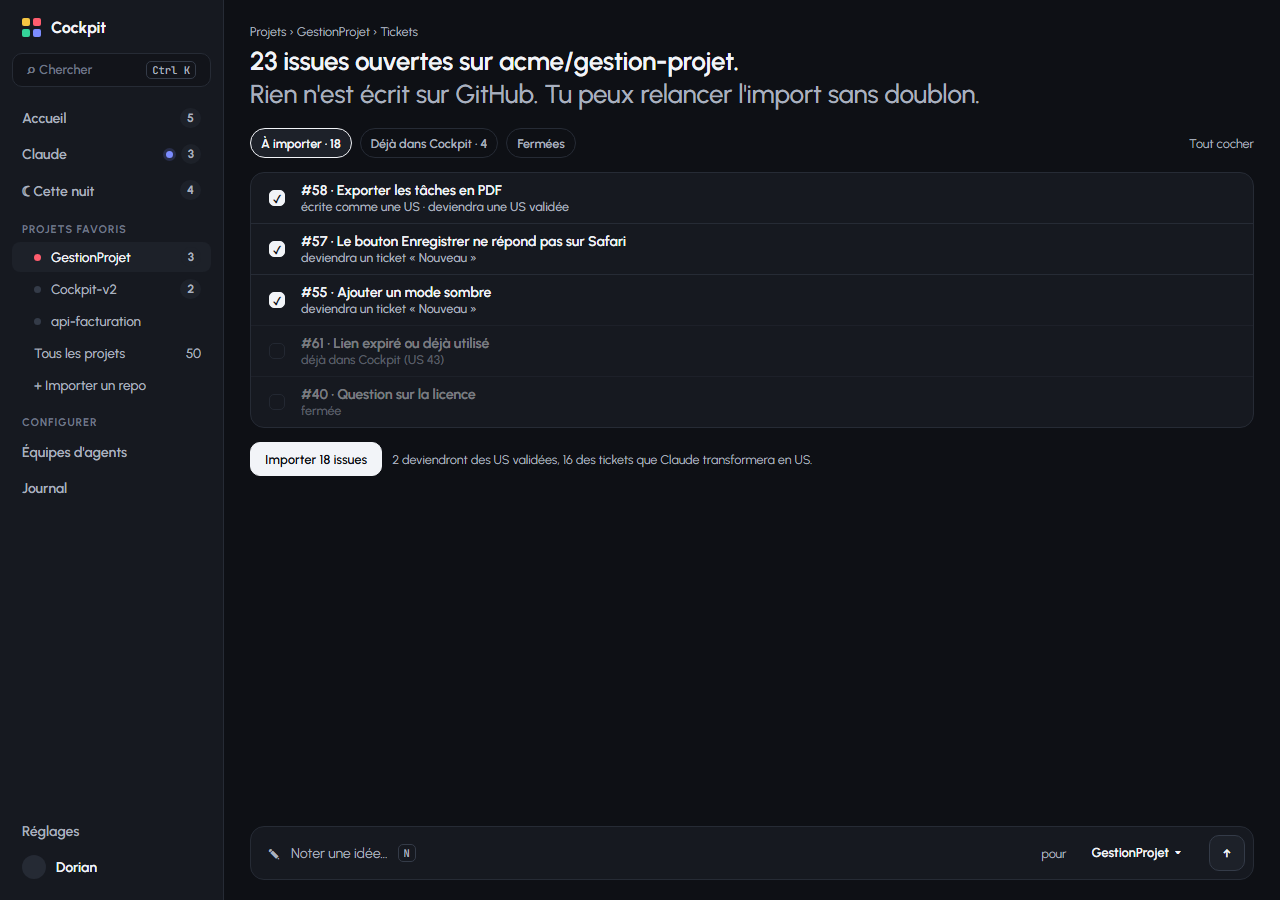 Cockpit
Chercher Ctrl K
Accueil 5
Claude 3
Cette nuit 4
PROJETS FAVORIS
GestionProjet 3
Cockpit-v2 2
api-facturation
Tous les projets 50
+ Importer un repo
CONFIGURER
Équipes d'agents
Journal
Réglages
Dorian
Projets › GestionProjet › Tickets
23 issues ouvertes sur acme/gestion-projet.
Rien n'est écrit sur GitHub. Tu peux relancer l'import sans doublon.
À importer · 18 Déjà dans Cockpit · 4 Fermées Tout cocher
#58 · Exporter les tâches en PDF
écrite comme une US · deviendra une US validée
#57 · Le bouton Enregistrer ne répond pas sur Safari
deviendra un ticket « Nouveau »
#55 · Ajouter un mode sombre
deviendra un ticket « Nouveau »
#61 · Lien expiré ou déjà utilisé
déjà dans Cockpit (US 43)
#40 · Question sur la licence
fermée
Importer 18 issues 2 deviendront des US validées, 16 des tickets que Claude transformera en US.
Noter une idée... N pour GestionProjet